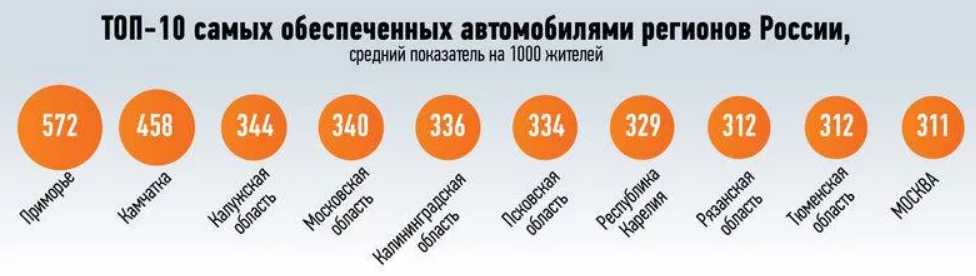 ТОП-10 самых обеспеченных автомобилями регионов России,
средний показатель на 1000 жителей
572
458
344
340
336
334
329
312
312
311
Приморье
Камчатка
Калужская
область
Московская
область
Калининградская
область
Псковская
область
Республика
Карелия
Рязанская
область
Тюменская
область
МОСКВА